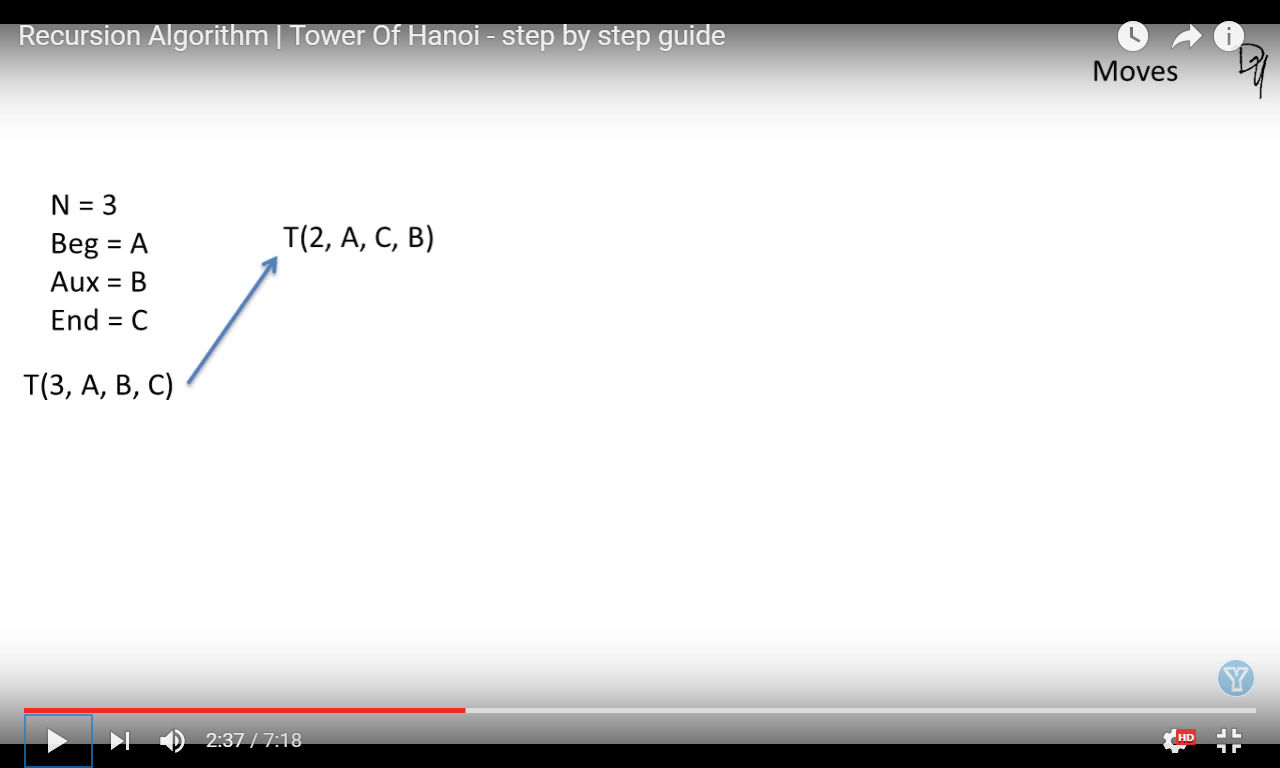 Recursion Algorithm | Tower Of Hanoi - step by step guide
Moves
N = 3
Beg = A
Aux = B
End = C
T(2, A, C, B)
T(3, A, B, C)
Y
2:37 / 7:18
HD